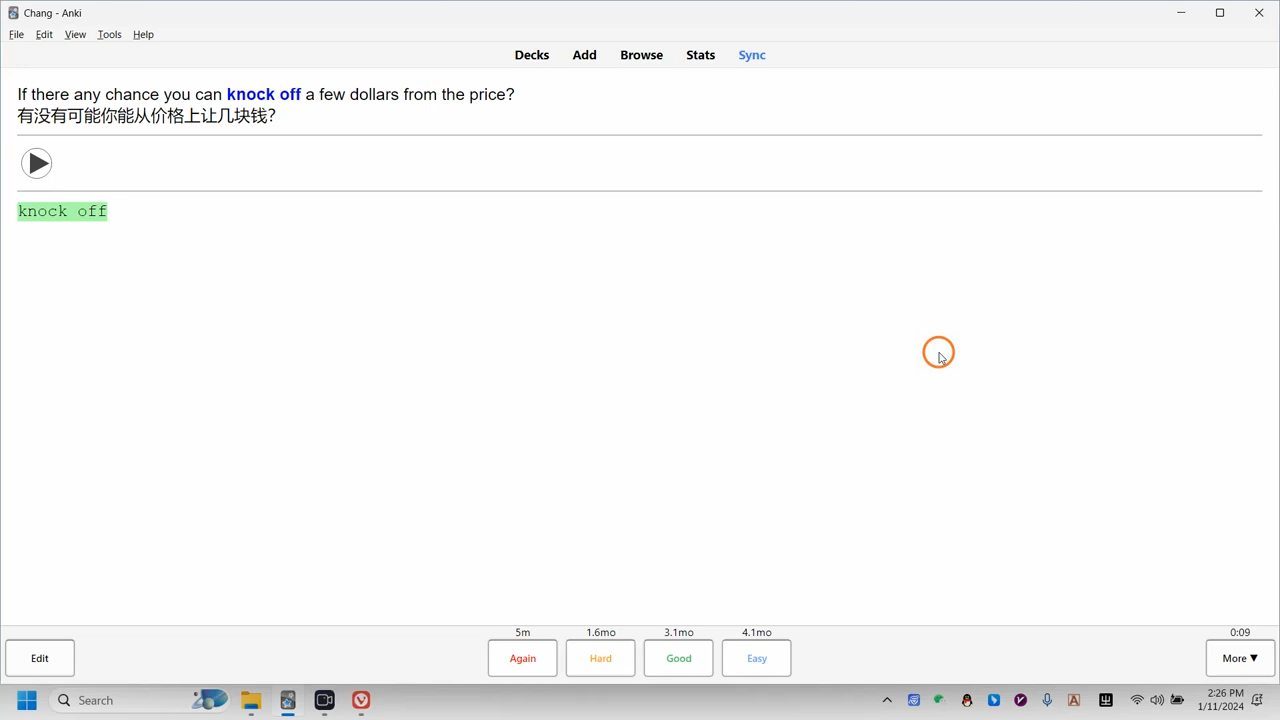 Chang - Anki
File Edit View Tools Help
Decks Add Browse Stats Sync
If there any chance you can knock off a few dollars from the price?
有没有可能你能从价格上让几块钱?
knock off
5m 1.6mo 3.1mo 4.1mo 0:09
Edit Again Hard Good Easy More ▼
Search
2:26 PM
1/11/2024